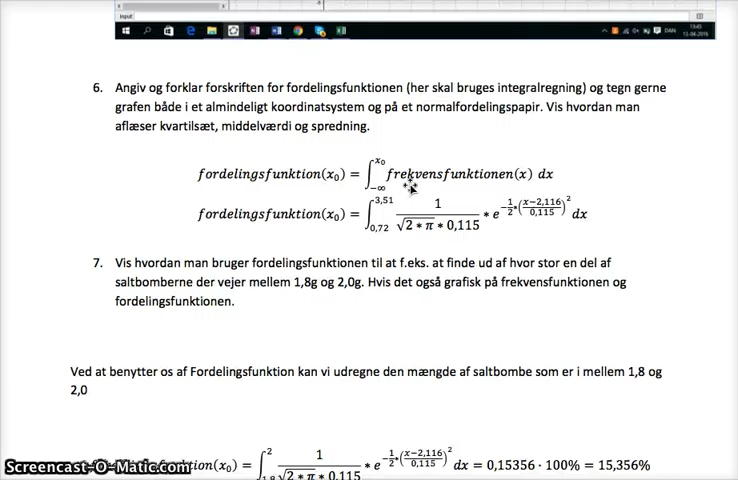 Input
DAN
12-04-2016
6. Angiv og forklar forskriften for fordelingsfunktionen (her skal bruges integralregning) og tegn gerne
grafen både i et almindeligt koordinatsystem og på et normalfordelingspapir. Vis hvordan man
aflæser kvartilsæt, middelværdi og spredning.
fordelingsfunktion(x₀) = ∫_{-∞}^{x₀} frekvensfunktionen(x) dx
fordelingsfunktion(x₀) = ∫_{0,72}^{3,51} 1/(√(2 * π) * 0,115) * e^{-1/2*((x-2,116)/0,115)^2} dx
7. Vis hvordan man bruger fordelingsfunktionen til at f.eks. at finde ud af hvor stor en del af
saltbomberne der vejer mellem 1,8g og 2,0g. Hvis det også grafisk på frekvensfunktionen og
fordelingsfunktionen.
Ved at benytter os af Fordelingsfunktion kan vi udregne den mængde af saltbombe som er i mellem 1,8 og
2,0
Screencast-O-Matic.com ktion(x₀) = ∫_{1,8}^{2} 1/(√(2 * π) * 0,115) * e^{-1/2*((x-2,116)/0,115)^2} dx = 0,15356 · 100% = 15,356%